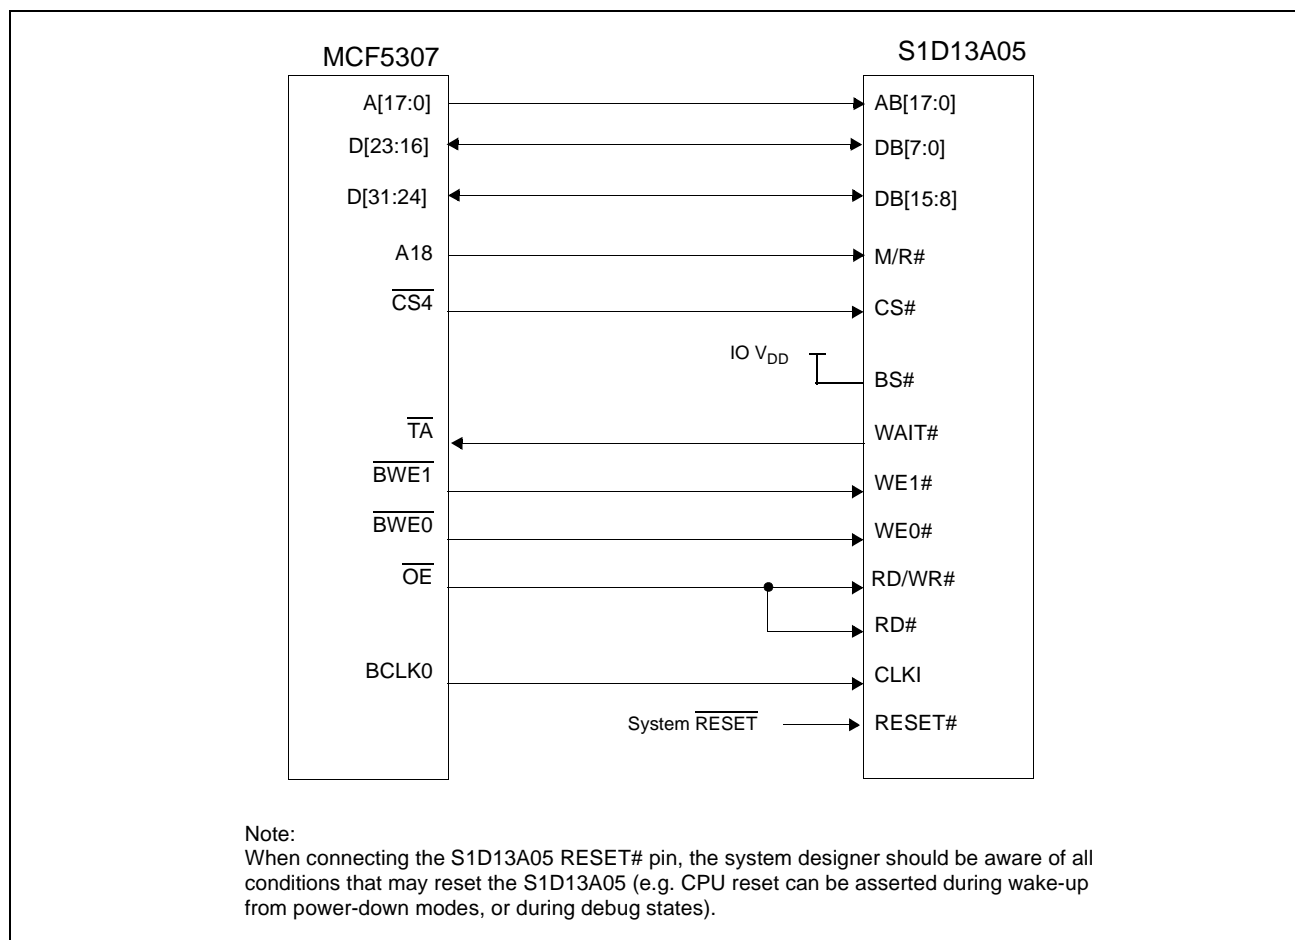 MCF5307 S1D13A05
A[17:0] AB[17:0]
D[23:16] DB[7:0]
D[31:24] DB[15:8]
A18 M/R#
CS4 CS#
IO VDD BS#
TA WAIT#
BWE1 WE1#
BWE0 WE0#
OE RD/WR#
RD#
BCLK0 CLKI
System RESET RESET#
Note:
When connecting the S1D13A05 RESET# pin, the system designer should be aware of all
conditions that may reset the S1D13A05 (e.g. CPU reset can be asserted during wake-up
from power-down modes, or during debug states).